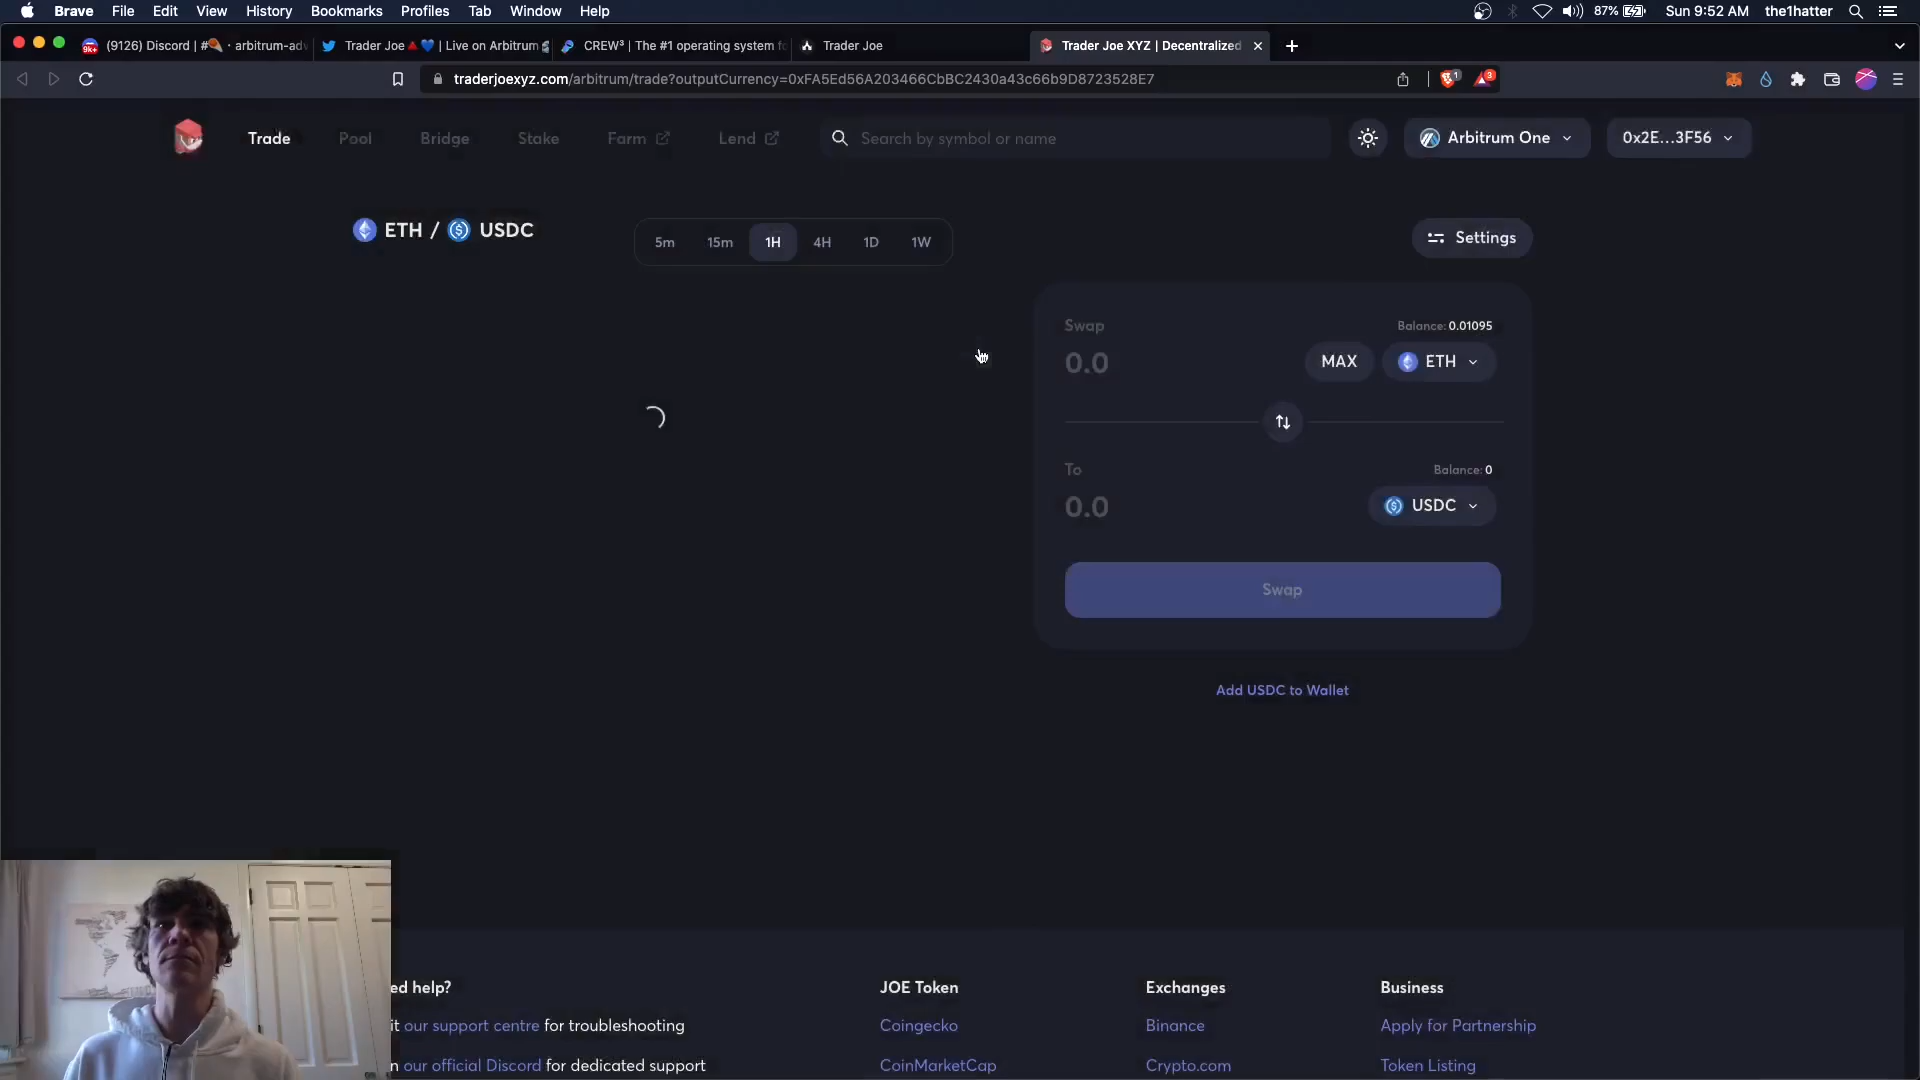 Brave File Edit View History Bookmarks Profiles Tab Window Help 87% Sun 9:52 AM the1hatter
9K+ (9126) Discord | # · arbitrum-adv Trader Joe | Live on Arbitrum CREW³ | The #1 operating system fo Trader Joe Trader Joe XYZ | Decentralized
traderjoexyz.com/arbitrum/trade?outputCurrency=0xFA5Ed56A203466CbBC2430a43c66b9D8723528E7 1 3
Trade Pool Bridge Stake Farm Lend Search by symbol or name Arbitrum One 0x2E...3F56
ETH / USDC 5m 15m 1H 4H 1D 1W Settings
Swap Balance: 0.01095
0.0 MAX ETH
To Balance: 0
0.0 USDC
Swap
Add USDC to Wallet
ed help? JOE Token Exchanges Business
it our support centre for troubleshooting Coingecko Binance Apply for Partnership
n our official Discord for dedicated support CoinMarketCap Crypto.com Token Listing